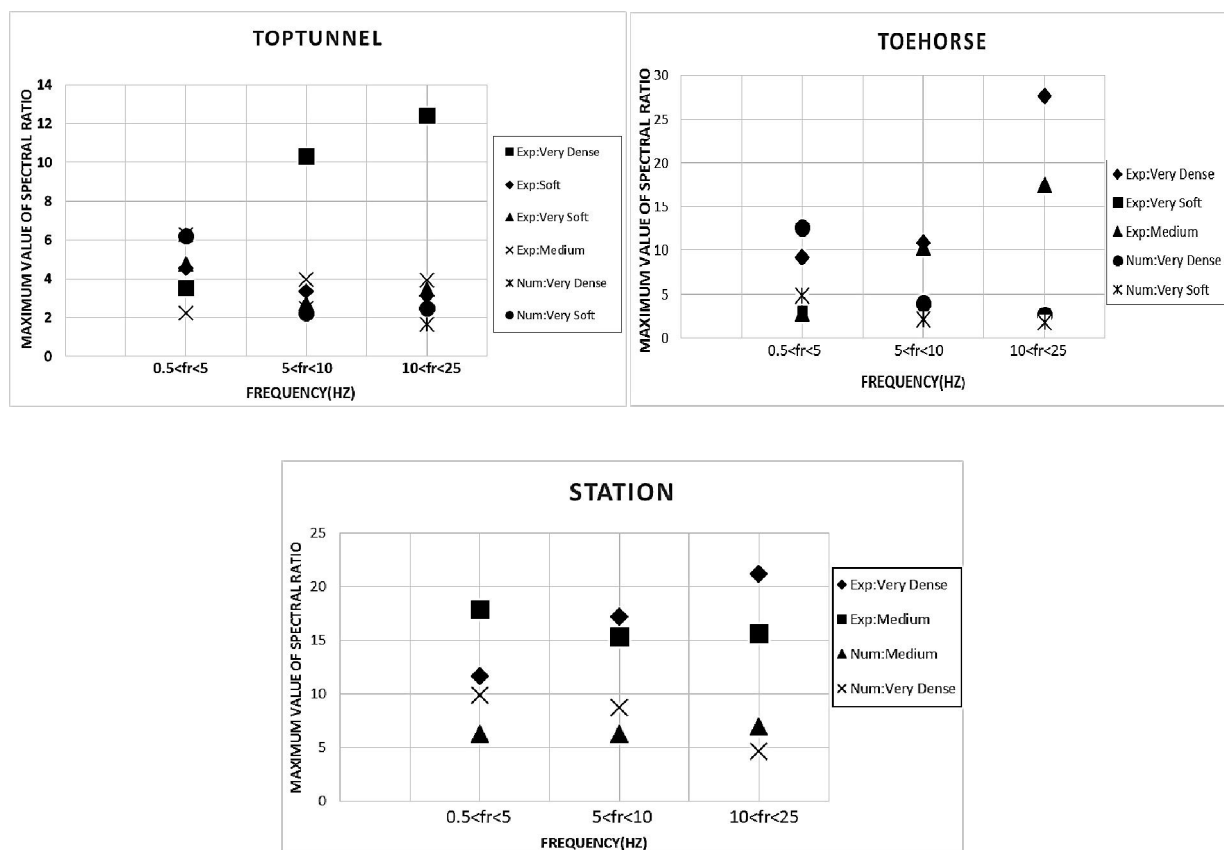 TOPTUNNEL
MAXIMUM VALUE OF SPECTRAL RATIO
14
12
10
8
6
4
2
0
0.5<fr<5
5<fr<10
10<fr<25
FREQUENCY(HZ)
Exp:Very Dense
Exp:Soft
Exp:Very Soft
Exp:Medium
Num:Very Dense
Num:Very Soft
TOEHORSE
MAXIMUM VALUE OF SPECTRAL RATIO
30
25
20
15
10
5
0
0.5<fr<5
5<fr<10
10<fr<25
FREQUENCY(HZ)
Exp:Very Dense
Exp:Very Soft
Exp:Medium
Num:Very Dense
Num:Very Soft
STATION
MAXIMUM VALUE OF SPECTRAL RATIO
25
20
15
10
5
0
0.5<fr<5
5<fr<10
10<fr<25
FREQUENCY(HZ)
Exp:Very Dense
Exp:Medium
Num:Medium
Num:Very Dense